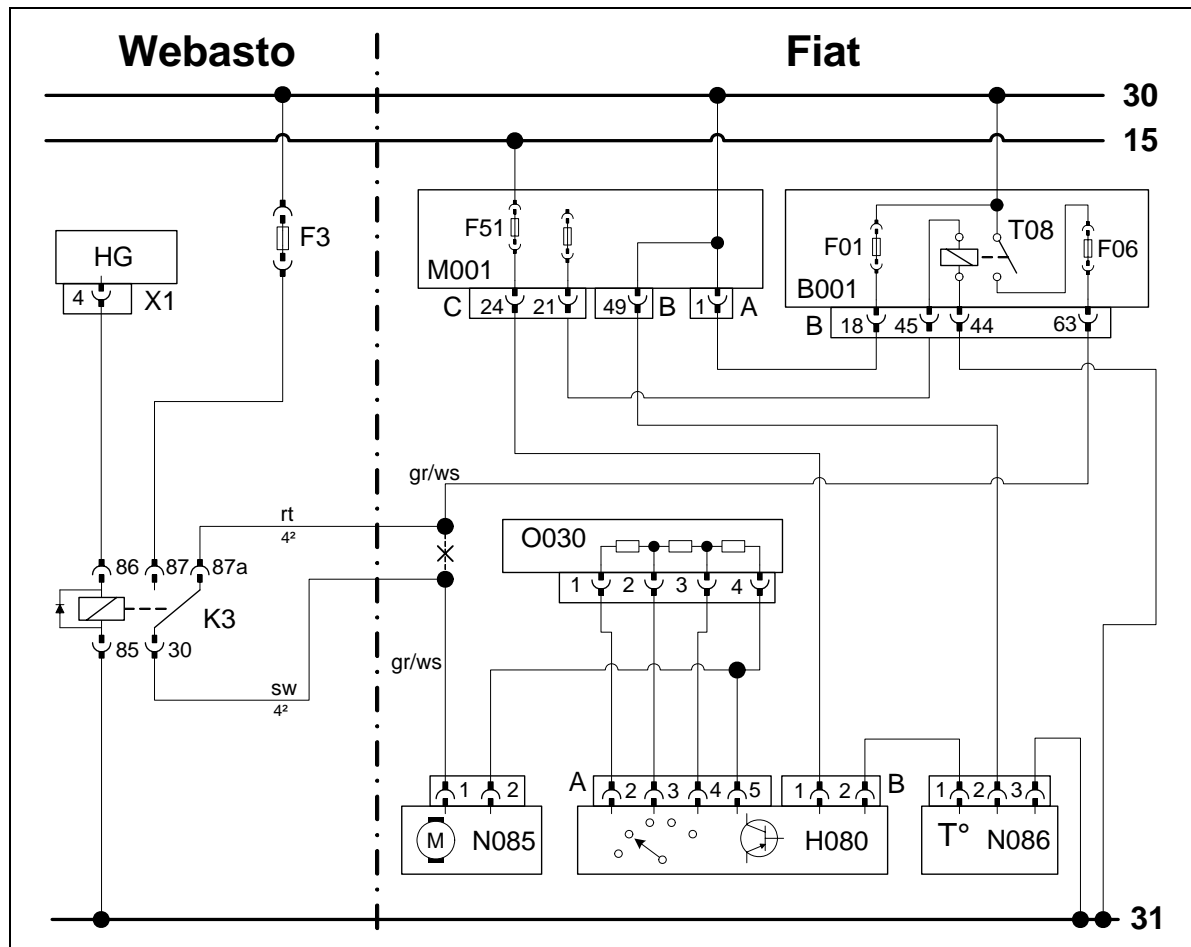 Webasto Fiat
30
15
F3
HG
4 X1
F51
M001
C 24 21 49 B 1 A
T08
F01 F06
B001
B 18 45 44 63
gr/ws
rt
4²
O030
1 2 3 4
86 87 87a
K3
85 30
gr/ws
sw
4²
1 2
M N085
A 2 3 4 5 1 2 B
H080
1 2 3
T° N086
31